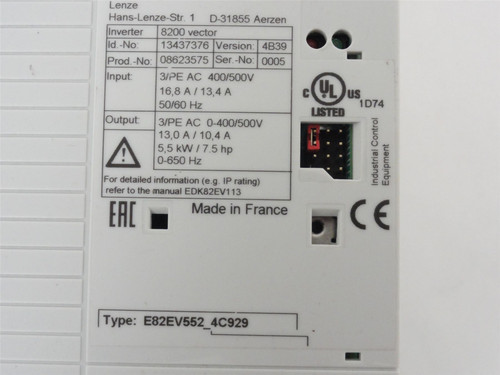 Lenze
Hans-Lenze-Str. 1 D-31855 Aerzen
Inverter 8200 vector
Id.-No: 13437376 Version: 4B39
Prod.-No: 08623575 Ser.-No: 0005
Input: 3/PE AC 400/500V
16,8 A / 13,4 A
50/60 Hz
Output: 3/PE AC 0-400/500V
13,0 A / 10,4 A
5,5 kW / 7.5 hp
0-650 Hz
For detailed information (e.g. IP rating)
refer to the manual EDK82EV113
EAC Made in France CE
C UL US
LISTED 1D74
Industrial Control
Equipment
Type: E82EV552_4C929